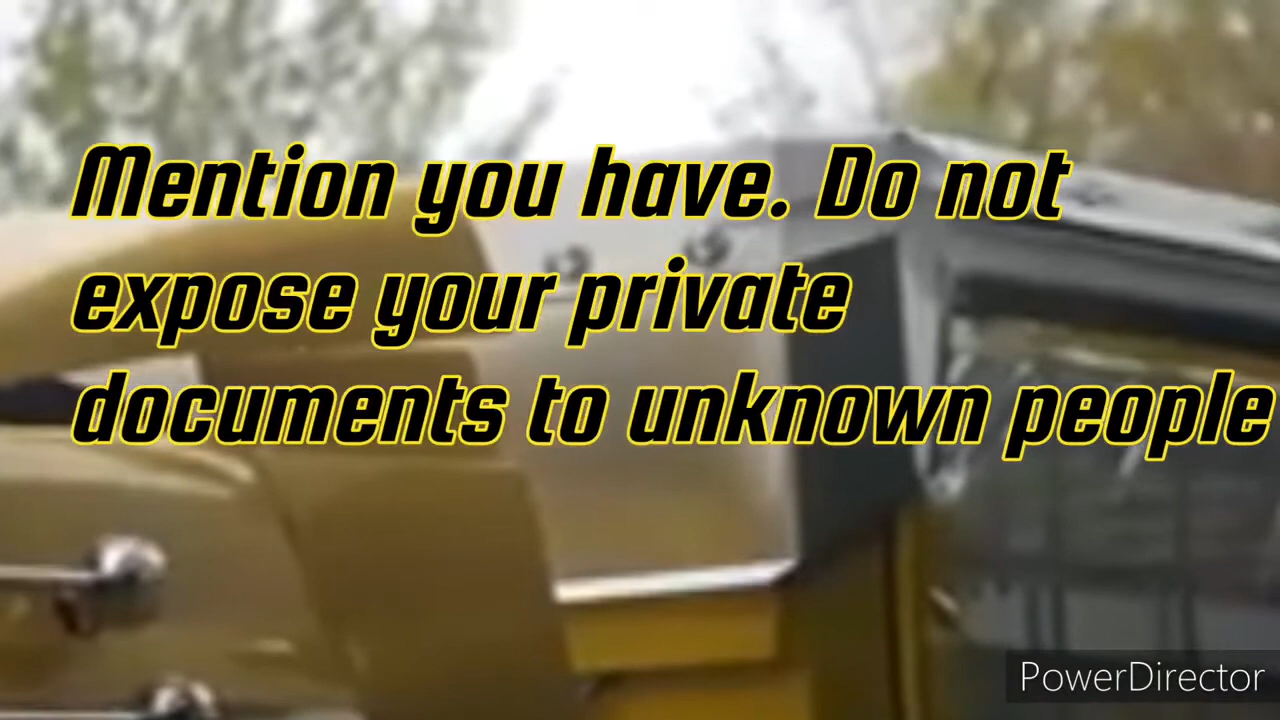 Mention you have. Do not
expose your private
documents to unknown people
PowerDirector